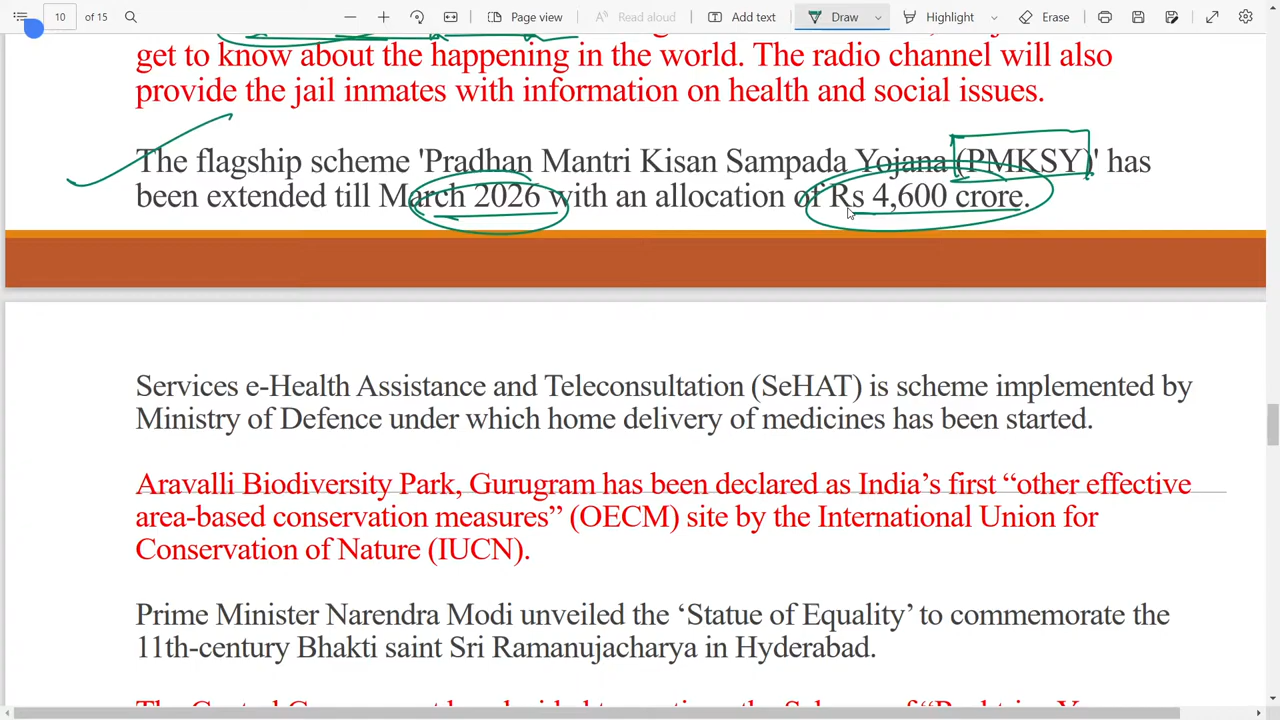 10 of 15
Page view
Read aloud
Add text
Draw
Highlight
Erase
get to know about the happening in the world. The radio channel will also
provide the jail inmates with information on health and social issues.
The flagship scheme 'Pradhan Mantri Kisan Sampada Yojana (PMKSY)' has
been extended till March 2026 with an allocation of Rs 4,600 crore.
Services e-Health Assistance and Teleconsultation (SeHAT) is scheme implemented by
Ministry of Defence under which home delivery of medicines has been started.
Aravalli Biodiversity Park, Gurugram has been declared as India’s first “other effective
area-based conservation measures” (OECM) site by the International Union for
Conservation of Nature (IUCN).
Prime Minister Narendra Modi unveiled the ‘Statue of Equality’ to commemorate the
11th-century Bhakti saint Sri Ramanujacharya in Hyderabad.